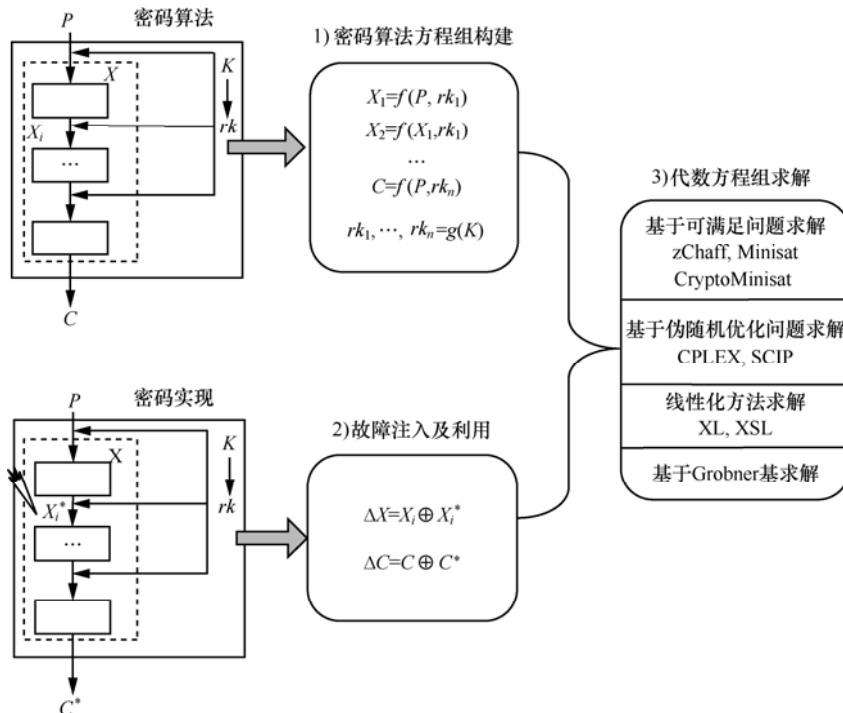 密码算法
P
X
K
X_i
rk
…
C
1)密码算法方程组构建
X_1=f(P, rk_1)
X_2=f(X_1,rk_1)
…
C=f(P,rk_n)
rk_1,…, rk_n=g(K)
密码实现
P
X
K
X_i^*
rk
…
C^*
2)故障注入及利用
ΔX=X_i⊕X_i^*
ΔC=C⊕C^*
3)代数方程组求解
基于可满足问题求解
zChaff, Minisat
CryptoMinisat
基于伪随机优化问题求解
CPLEX, SCIP
线性化方法求解
XL, XSL
基于Grobner基求解